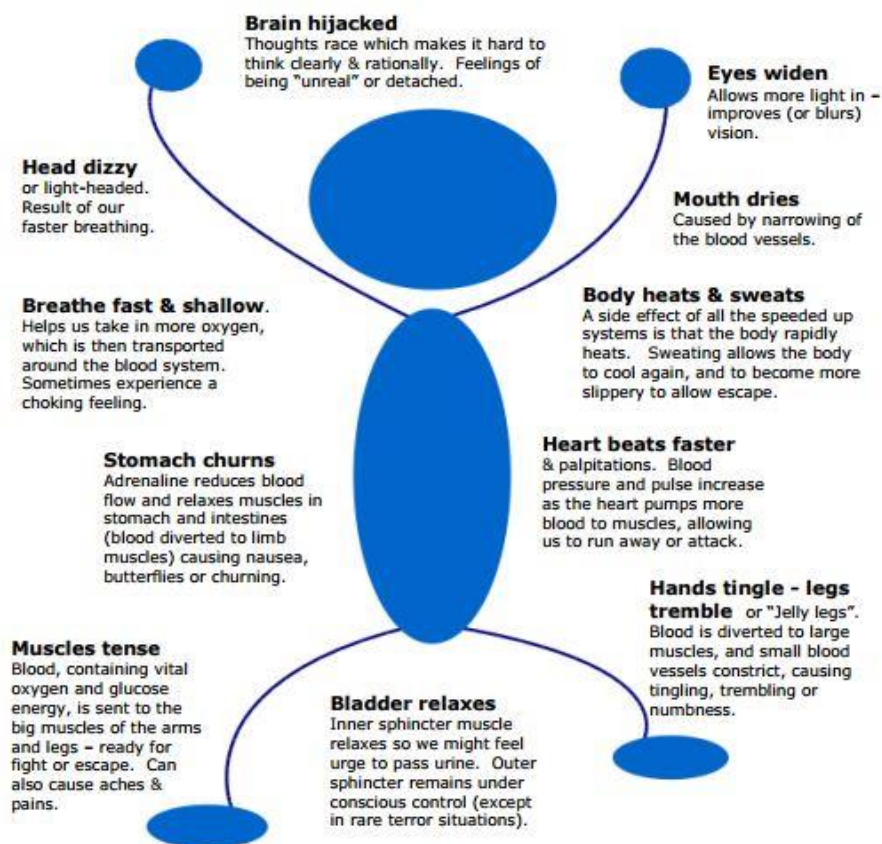 Brain hijacked
Thoughts race which makes it hard to
think clearly & rationally.  Feelings of
being "unreal" or detached.
Eyes widen
Allows more light in –
improves (or blurs)
vision.
Head dizzy
or light-headed.
Result of our
faster breathing.
Mouth dries
Caused by narrowing of
the blood vessels.
Breathe fast & shallow.
Helps us take in more oxygen,
which is then transported
around the blood system.
Sometimes experience a
choking feeling.
Body heats & sweats
A side effect of all the speeded up
systems is that the body rapidly
heats.   Sweating allows the body
to cool again, and to become more
slippery to allow escape.
Stomach churns
Adrenaline reduces blood
flow and relaxes muscles in
stomach and intestines
(blood diverted to limb
muscles) causing nausea,
butterflies or churning.
Heart beats faster
& palpitations.  Blood
pressure and pulse increase
as the heart pumps more
blood to muscles, allowing
us to run away or attack.
Hands tingle - legs
tremble  or "Jelly legs".
Blood is diverted to large
muscles, and small blood
vessels constrict, causing
tingling, trembling or
numbness.
Muscles tense
Blood, containing vital
oxygen and glucose
energy, is sent to the
big muscles of the arms
and legs – ready for
fight or escape.  Can
also cause aches &
pains.
Bladder relaxes
Inner sphincter muscle
relaxes so we might feel
urge to pass urine.  Outer
sphincter remains under
conscious control (except
in rare terror situations).